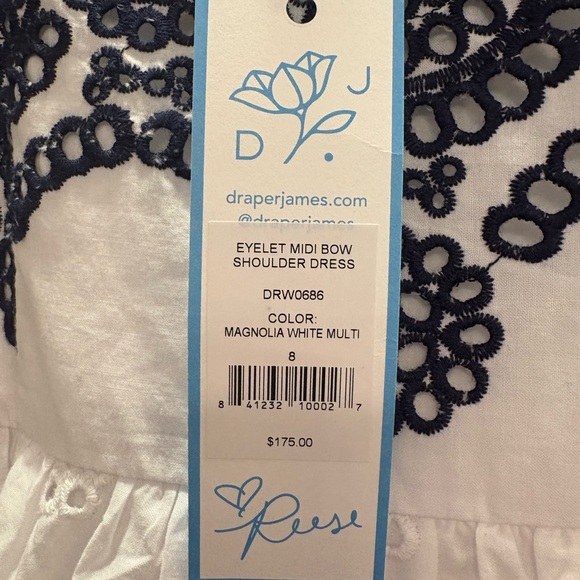 J
D .
draperjames.com
@draperjames
EYELET MIDI BOW
SHOULDER DRESS
DRW0686
COLOR:
MAGNOLIA WHITE MULTI
8
8 41232 10002 7
$175.00
Reese